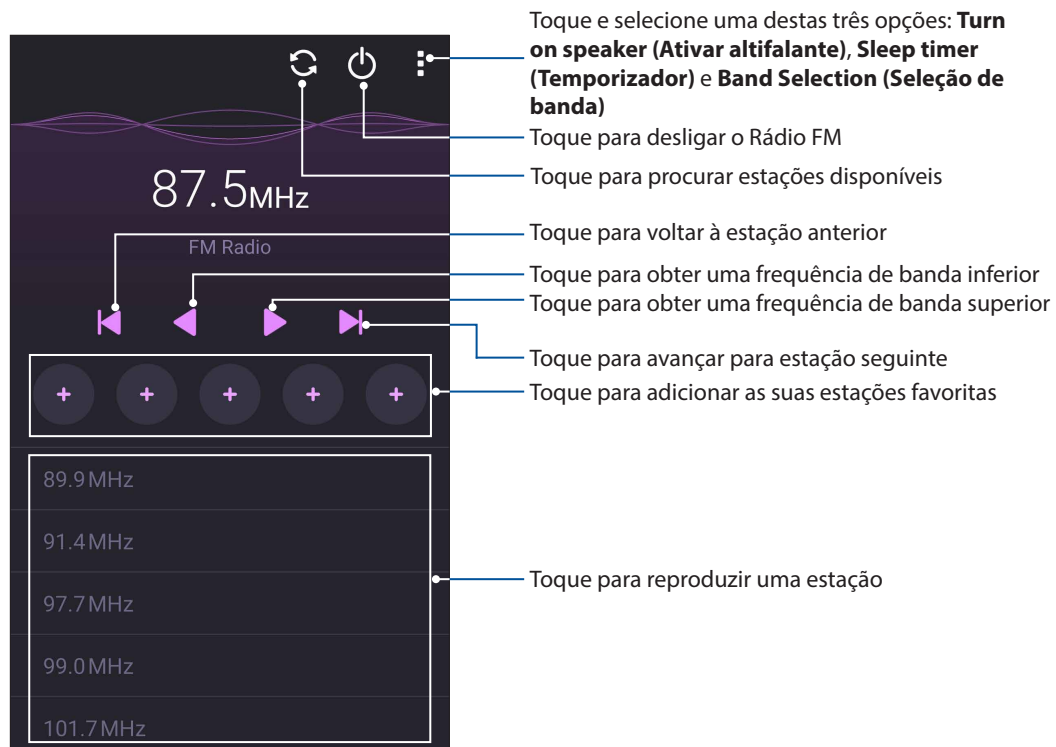 Toque e selecione uma destas três opções: Turn
on speaker (Ativar altifalante), Sleep timer
(Temporizador) e Band Selection (Seleção de
banda)
Toque para desligar o Rádio FM
Toque para procurar estações disponíveis
87.5MHz
FM Radio
Toque para voltar à estação anterior
Toque para obter uma frequência de banda inferior
Toque para obter uma frequência de banda superior
Toque para avançar para estação seguinte
Toque para adicionar as suas estações favoritas
89.9MHz
91.4MHz
97.7MHz
99.0MHz
101.7MHz
Toque para reproduzir uma estação